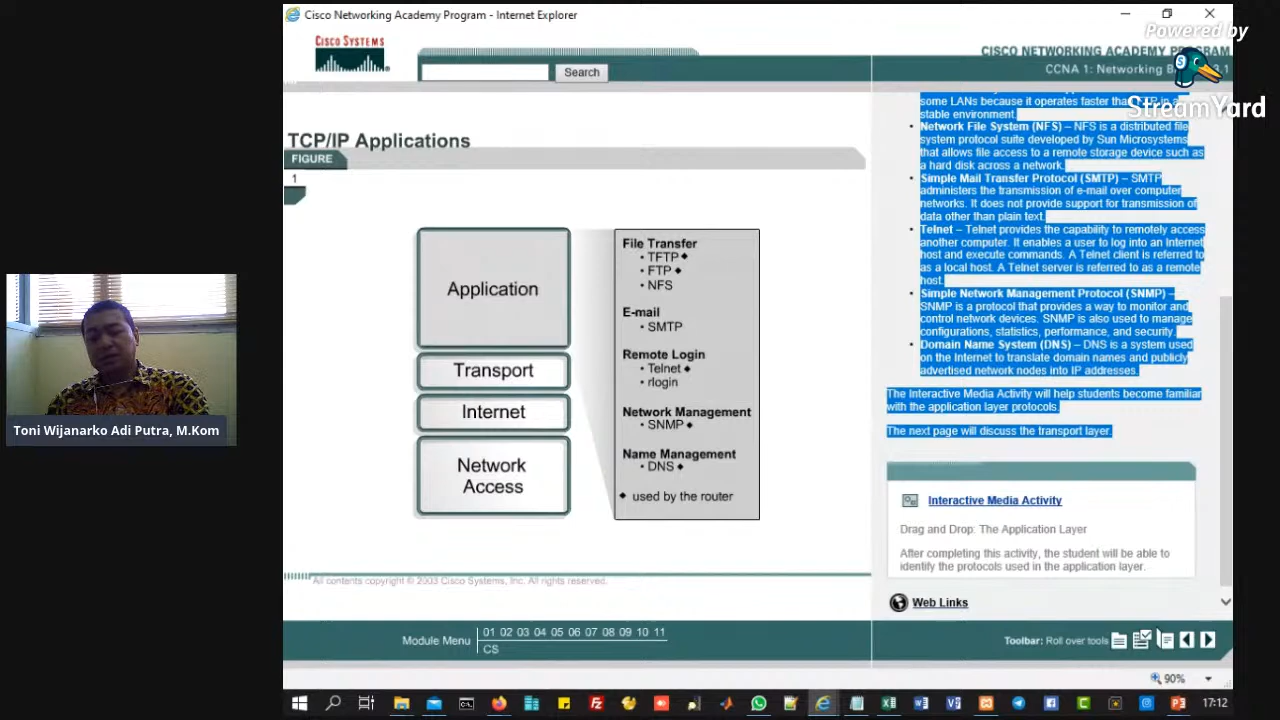 Cisco Networking Academy Program - Internet Explorer
Powered by
StreamYard
CISCO SYSTEMS
Search
CISCO NETWORKING ACADEMY PROGRAM
CCNA 1: Networking
3.1
TCP/IP Applications
FIGURE
1
Application
Transport
Internet
Network
Access
File Transfer
• TFTP ◆
• FTP ◆
• NFS
E-mail
• SMTP
Remote Login
• Telnet ◆
• rlogin
Network Management
• SNMP ◆
Name Management
• DNS ◆
◆ used by the router
some LANs because it operates faster than FTP in a
stable environment.
• Network File System (NFS) – NFS is a distributed file
system protocol suite developed by Sun Microsystems
that allows file access to a remote storage device such as
a hard disk across a network.
• Simple Mail Transfer Protocol (SMTP) – SMTP
administers the transmission of e-mail over computer
networks. It does not provide support for transmission of
data other than plain text.
• Telnet – Telnet provides the capability to remotely access
another computer. It enables a user to log into an Internet
host and execute commands. A Telnet client is referred to
as a local host. A Telnet server is referred to as a remote
host.
• Simple Network Management Protocol (SNMP) –
SNMP is a protocol that provides a way to monitor and
control network devices. SNMP is also used to manage
configurations, statistics, performance, and security.
• Domain Name System (DNS) – DNS is a system used
on the Internet to translate domain names and publicly
advertised network nodes into IP addresses.
The Interactive Media Activity will help students become familiar
with the application layer protocols.
The next page will discuss the transport layer.
Interactive Media Activity
Drag and Drop: The Application Layer
After completing this activity, the student will be able to
identify the protocols used in the application layer.
Web Links
Toni Wijanarko Adi Putra, M.Kom
All contents copyright © 2003 Cisco Systems, Inc. All rights reserved.
Module Menu
01 02 03 04 05 06 07 08 09 10 11
CS
Toolbar: Roll over tools
90%
17:12